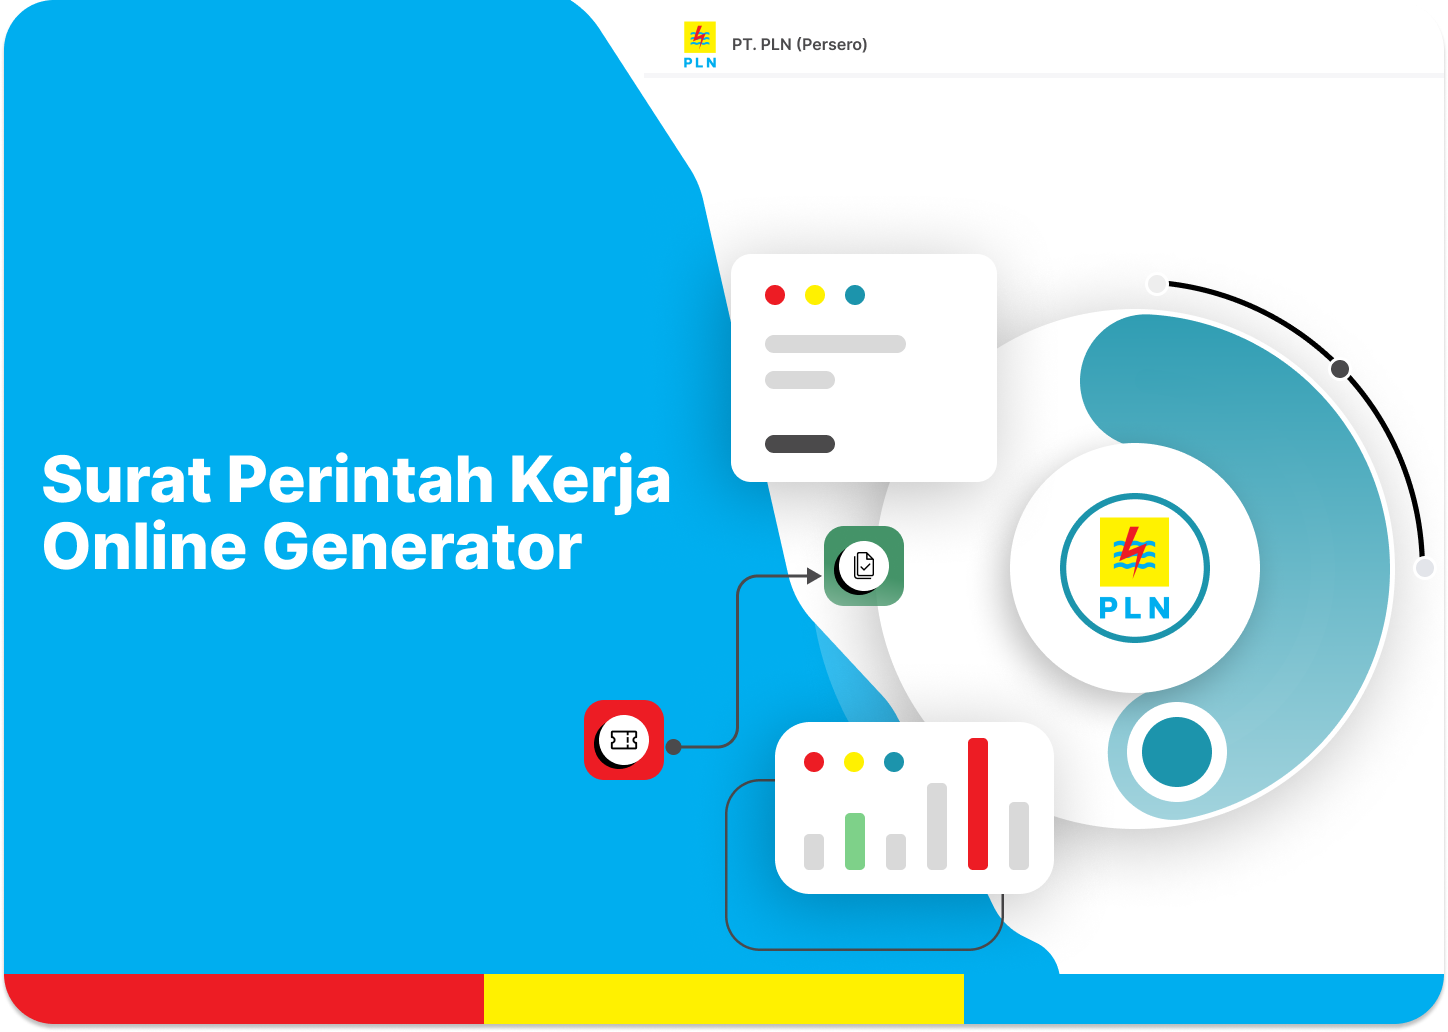 PLN
PT. PLN (Persero)
Surat Perintah Kerja
Online Generator
PLN